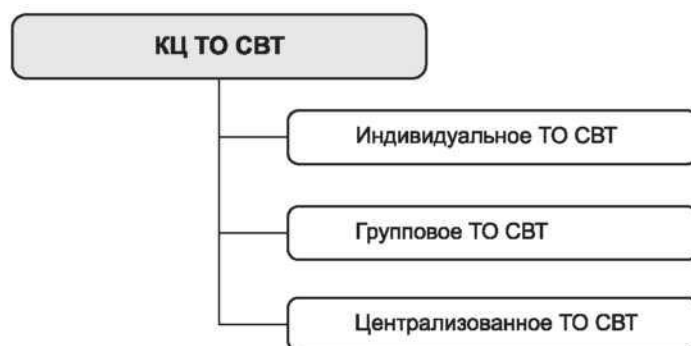 КЦ ТО СВТ
Индивидуальное ТО СВТ
Групповое ТО СВТ
Централизованное ТО СВТ